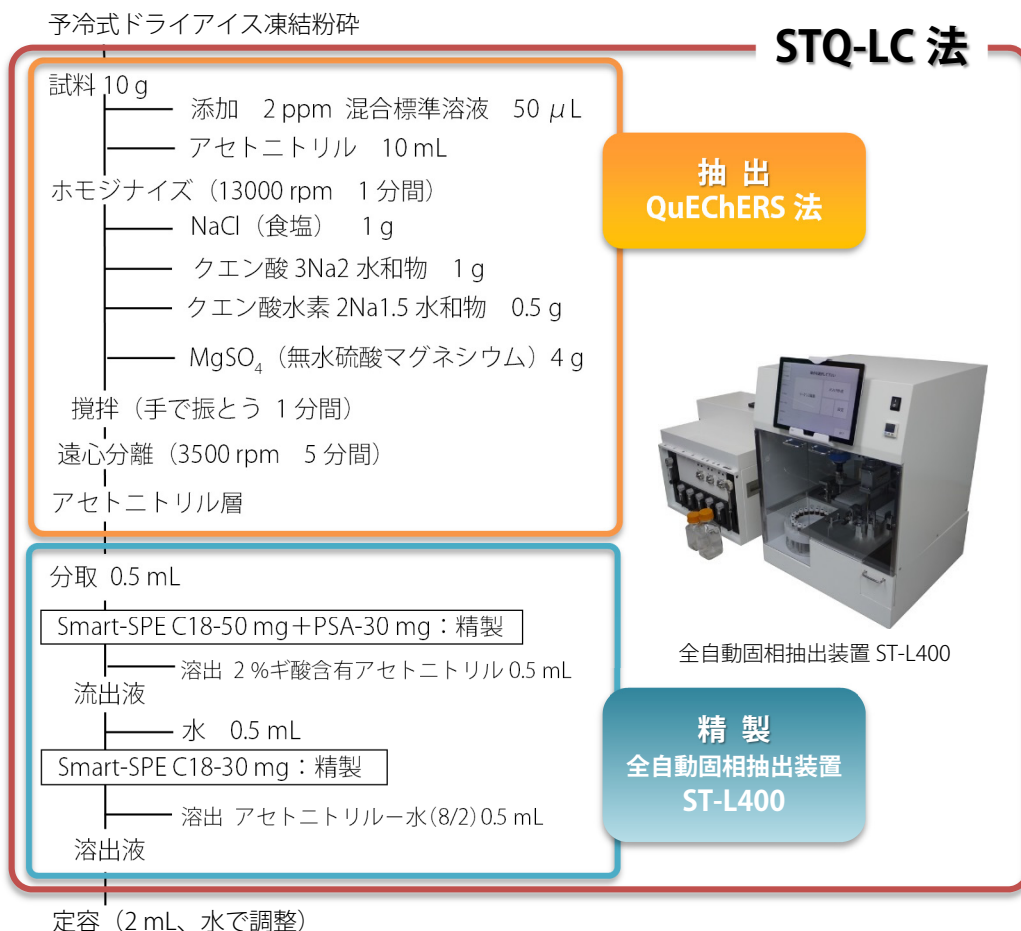 予冷式ドライアイス凍結粉砕
STQ-LC 法
試料 10 g
添加 2 ppm 混合標準溶液 50 μL
アセトニトリル 10 mL
ホモジナイズ(13000 rpm 1 分間)
NaCl(食塩) 1 g
クエン酸 3Na2 水和物 1 g
クエン酸水素 2Na1.5 水和物 0.5 g
MgSO4(無水硫酸マグネシウム)4 g
撹拌(手で振とう 1 分間)
遠心分離(3500 rpm 5 分間)
アセトニトリル層
抽 出
QuEChERS 法
全自動固相抽出装置 ST-L400
分取 0.5 mL
Smart-SPE C18-50 mg+PSA-30 mg:精製
溶出 2 %ギ酸含有アセトニトリル 0.5 mL
流出液
水 0.5 mL
Smart-SPE C18-30 mg:精製
溶出 アセトニトリルー水(8/2) 0.5 mL
溶出液
精 製
全自動固相抽出装置
ST-L400
定容(2 mL、水で調整)